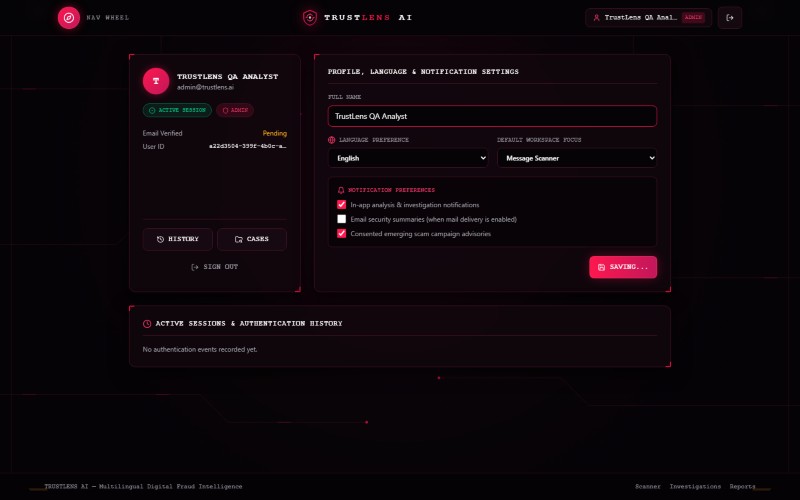 NAV WHEEL
TRUSTLENS AI
TrustLens QA Anal… ADMIN
T
TRUSTLENS QA ANALYST
admin@trustlens.ai
ACTIVE SESSION
ADMIN
Email Verified Pending
User ID a22d3504-399f-4b0c-a…
HISTORY
CASES
SIGN OUT
PROFILE, LANGUAGE & NOTIFICATION SETTINGS
FULL NAME
TrustLens QA Analyst
LANGUAGE PREFERENCE
English
DEFAULT WORKSPACE FOCUS
Message Scanner
NOTIFICATION PREFERENCES
In-app analysis & investigation notifications
Email security summaries (when mail delivery is enabled)
Consented emerging scam campaign advisories
SAVING...
ACTIVE SESSIONS & AUTHENTICATION HISTORY
No authentication events recorded yet.
TRUSTLENS AI — Multilingual Digital Fraud Intelligence
Scanner Investigations Reports